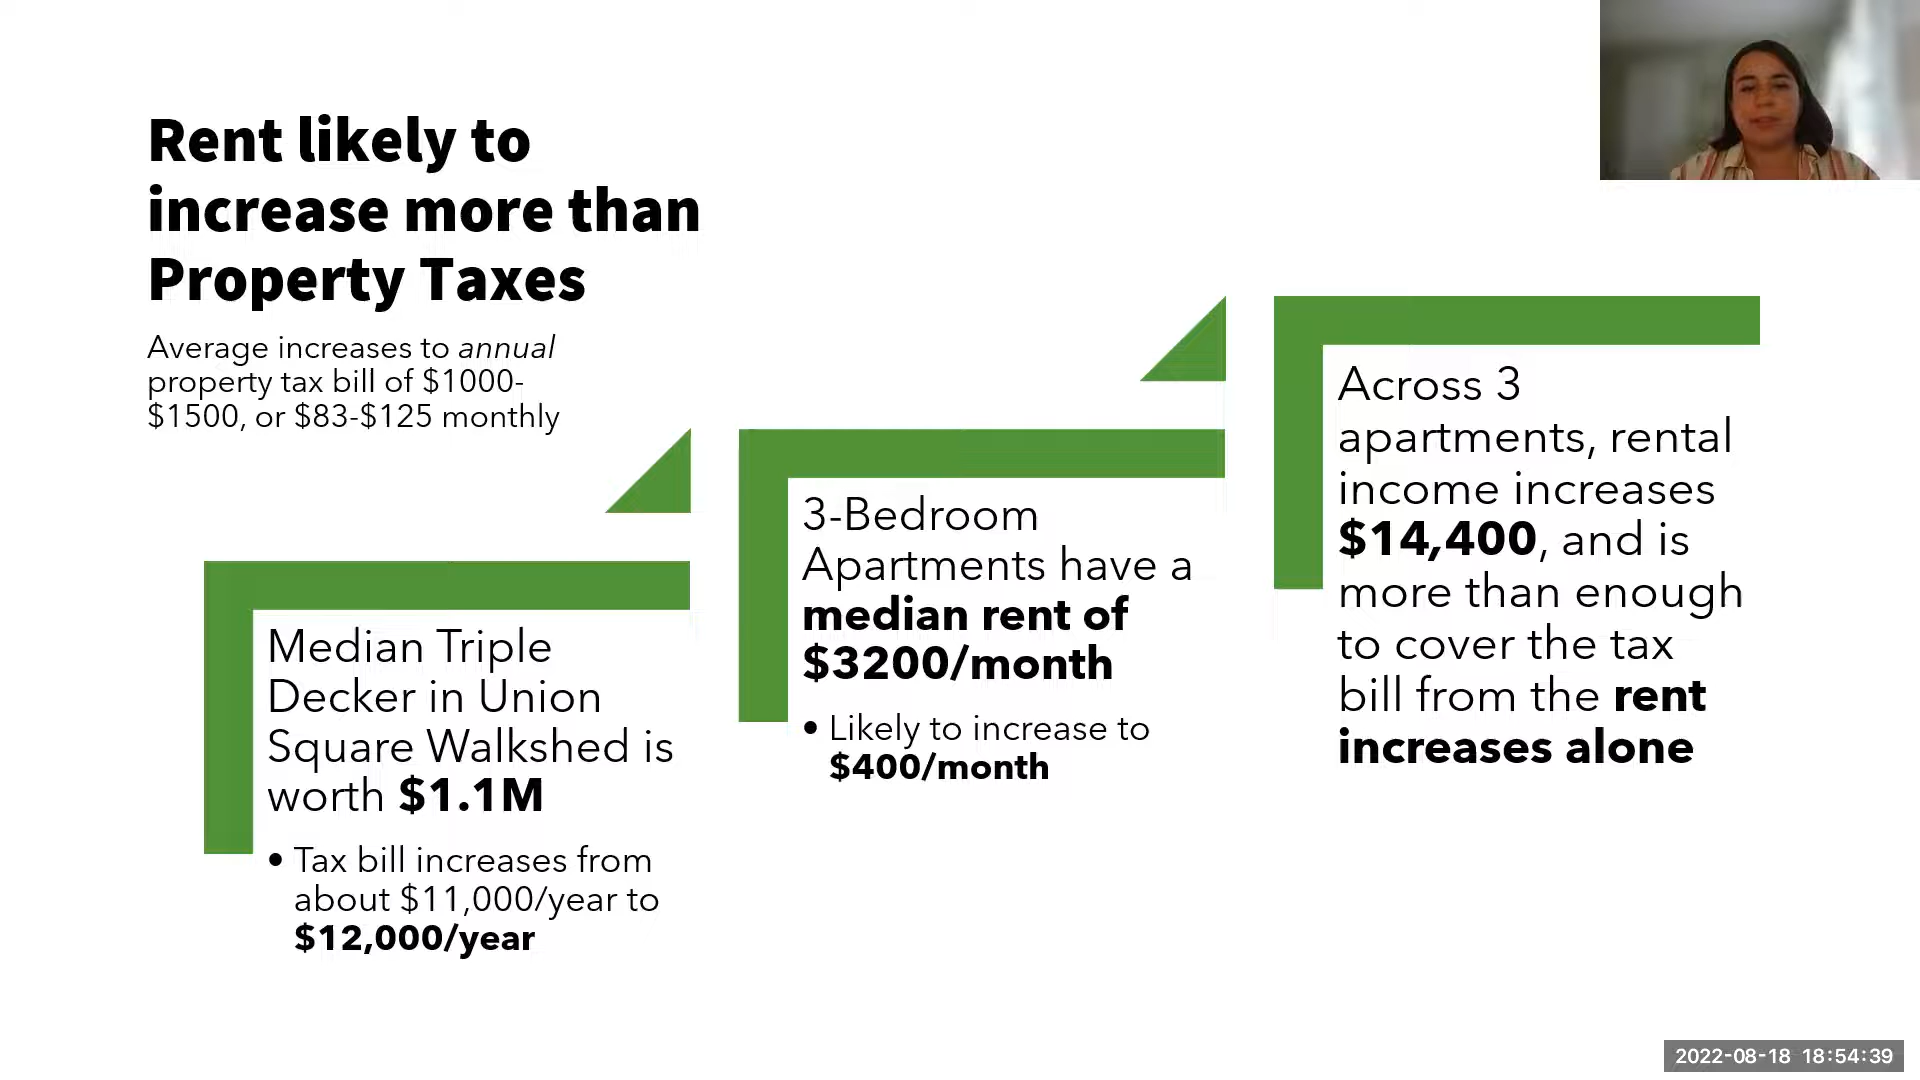 Rent likely to
increase more than
Property Taxes
Average increases to annual
property tax bill of $1000-
$1500, or $83-$125 monthly
Median Triple
Decker in Union
Square Walkshed is
worth $1.1M
• Tax bill increases from
about $11,000/year to
$12,000/year
3-Bedroom
Apartments have a
median rent of
$3200/month
• Likely to increase to
$400/month
Across 3
apartments, rental
income increases
$14,400, and is
more than enough
to cover the tax
bill from the rent
increases alone
2022-08-18 18:54:39